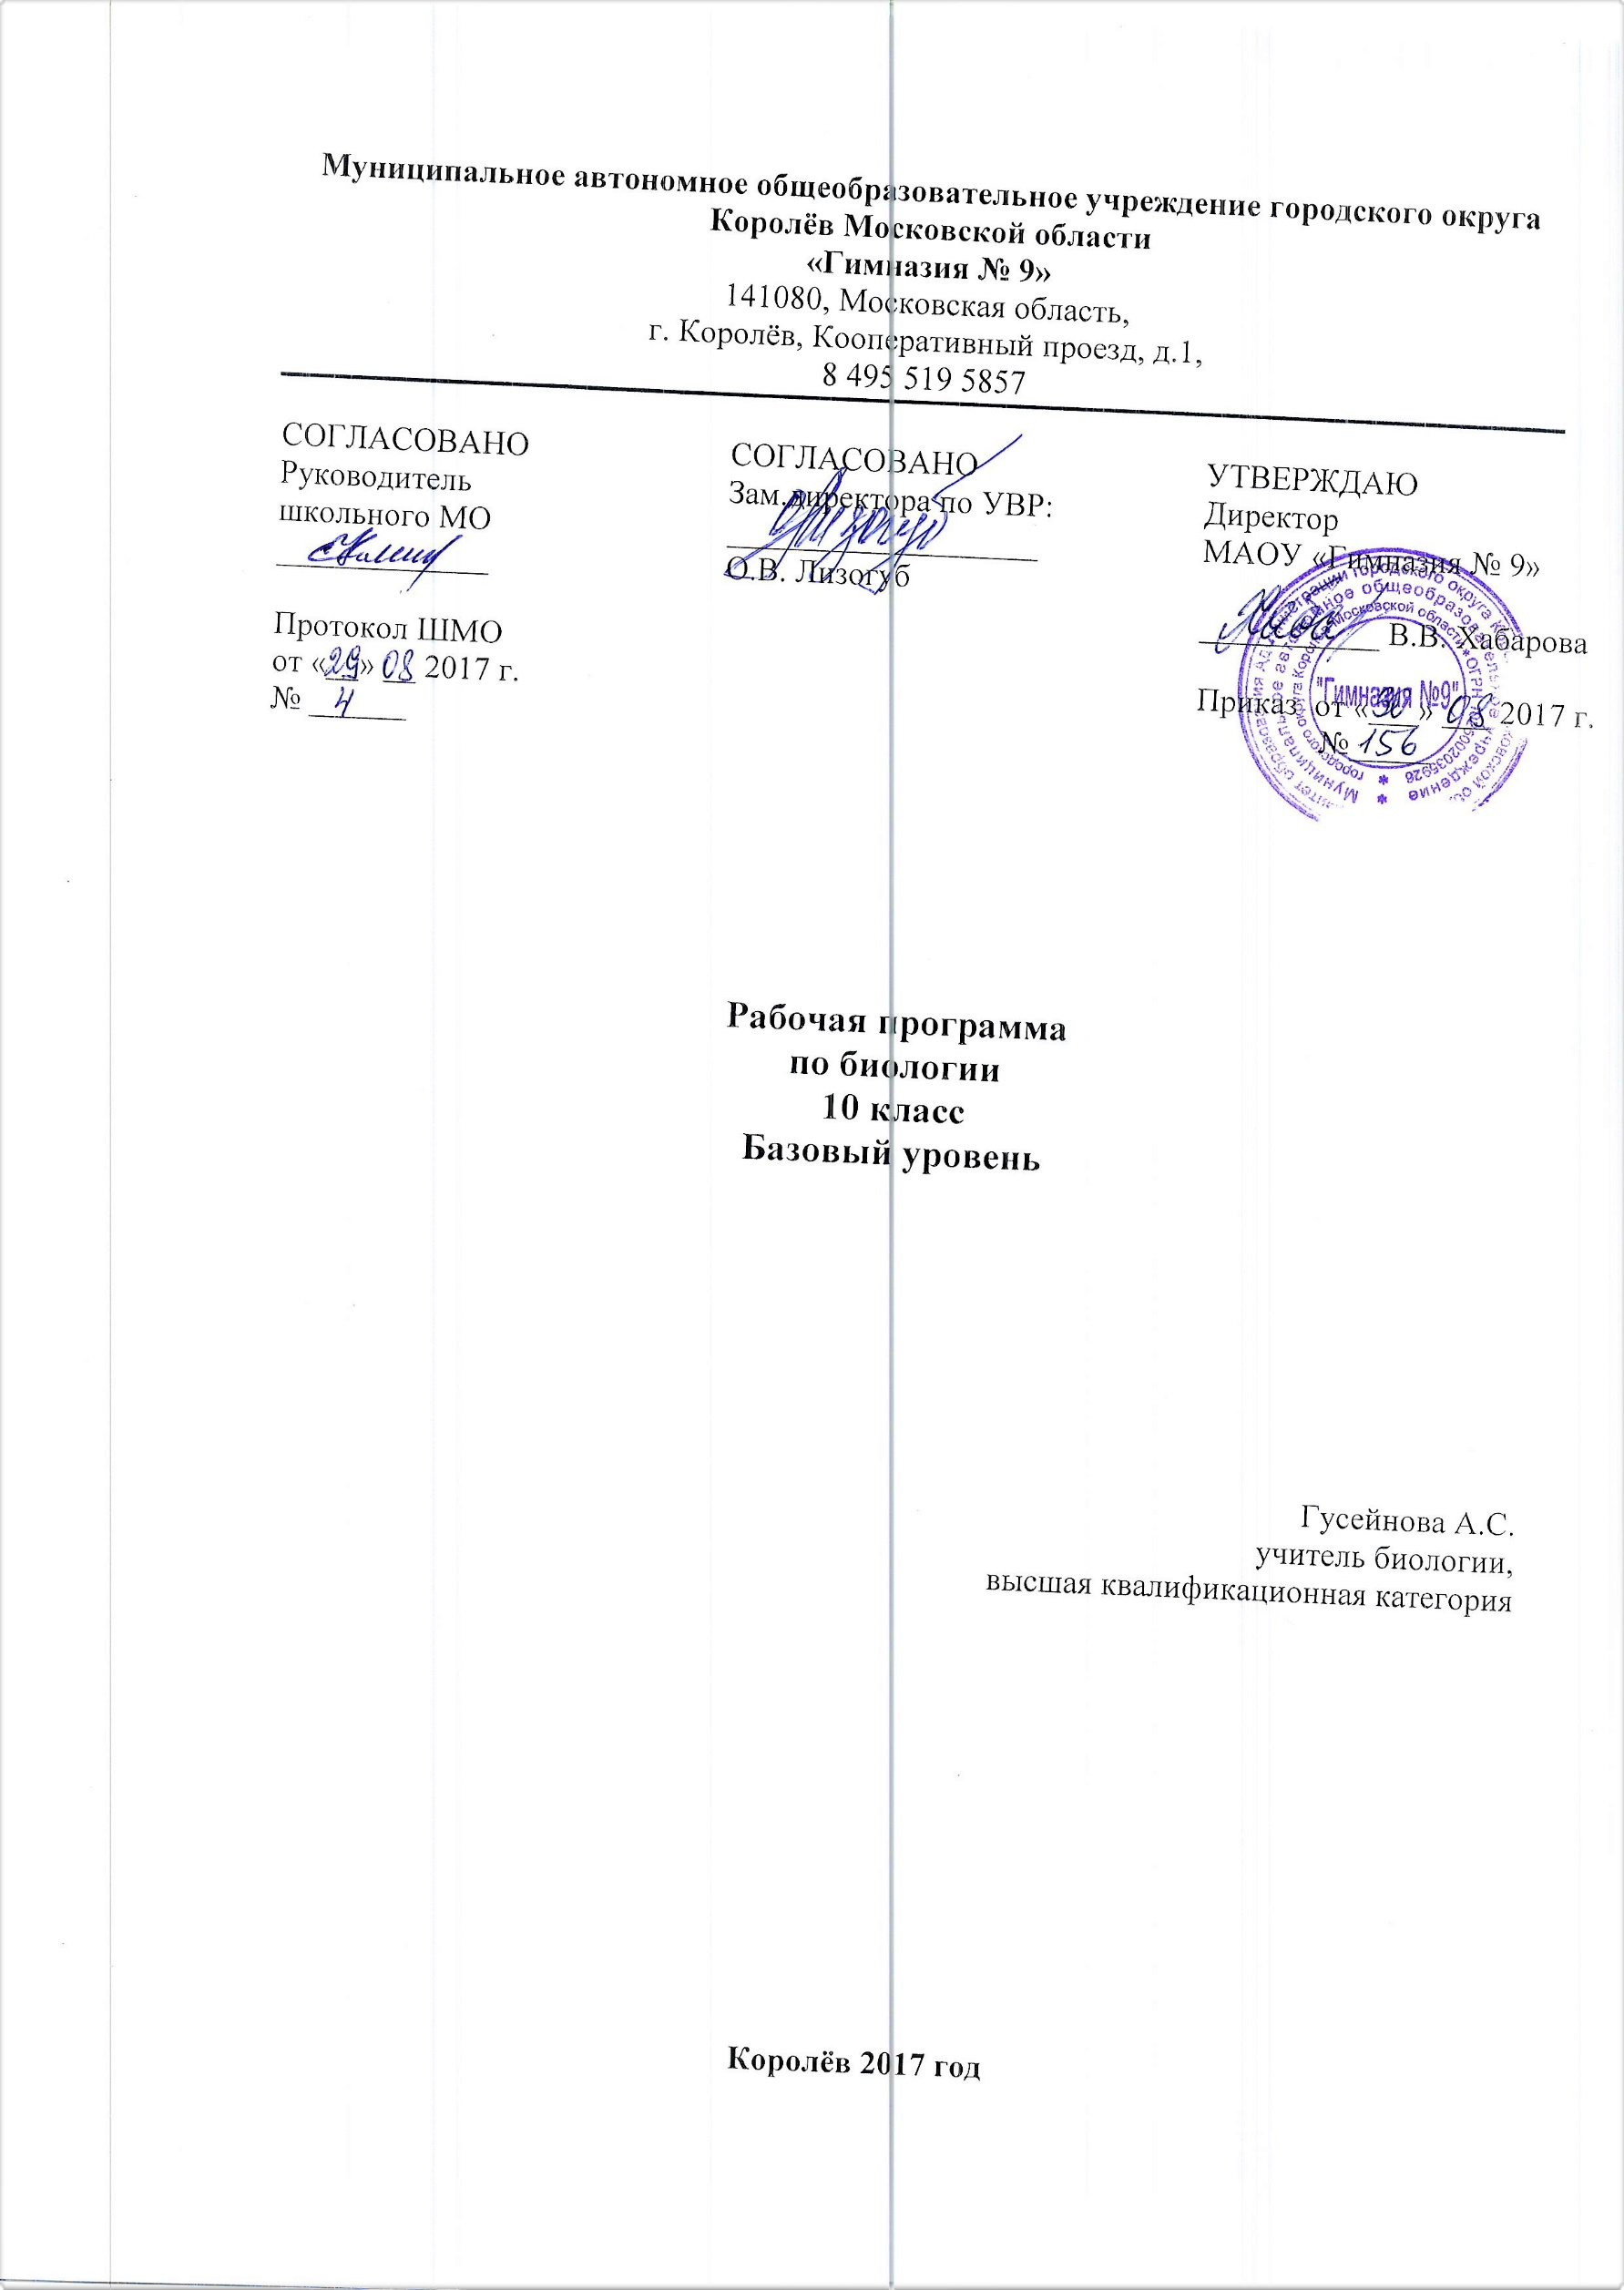 Муниципальное автономное общеобразовательное учреждение городского округа
Королёв Московской области
«Гимназия № 9»
141080, Московская область,
г. Королёв, Кооперативный проезд, д.1,
8 495 519 5857
СОГЛАСОВАНО
Руководитель
школьного МО
Протокол ШМО
от «29» 08 2017 г.
№ 4
СОГЛАСОВАНО
Зам.директора по УВР:
О.В. Лизогуб
УТВЕРЖДАЮ
Директор
МАОУ «Гимназия № 9»
В.В. Хабарова
Приказ от «30» 08 2017 г.
№ 156
"Гимназия №9"
Рабочая программа
по биологии
10 класс
Базовый уровень
Гусейнова А.С.
учитель биологии,
высшая квалификационная категория
Королёв 2017 год